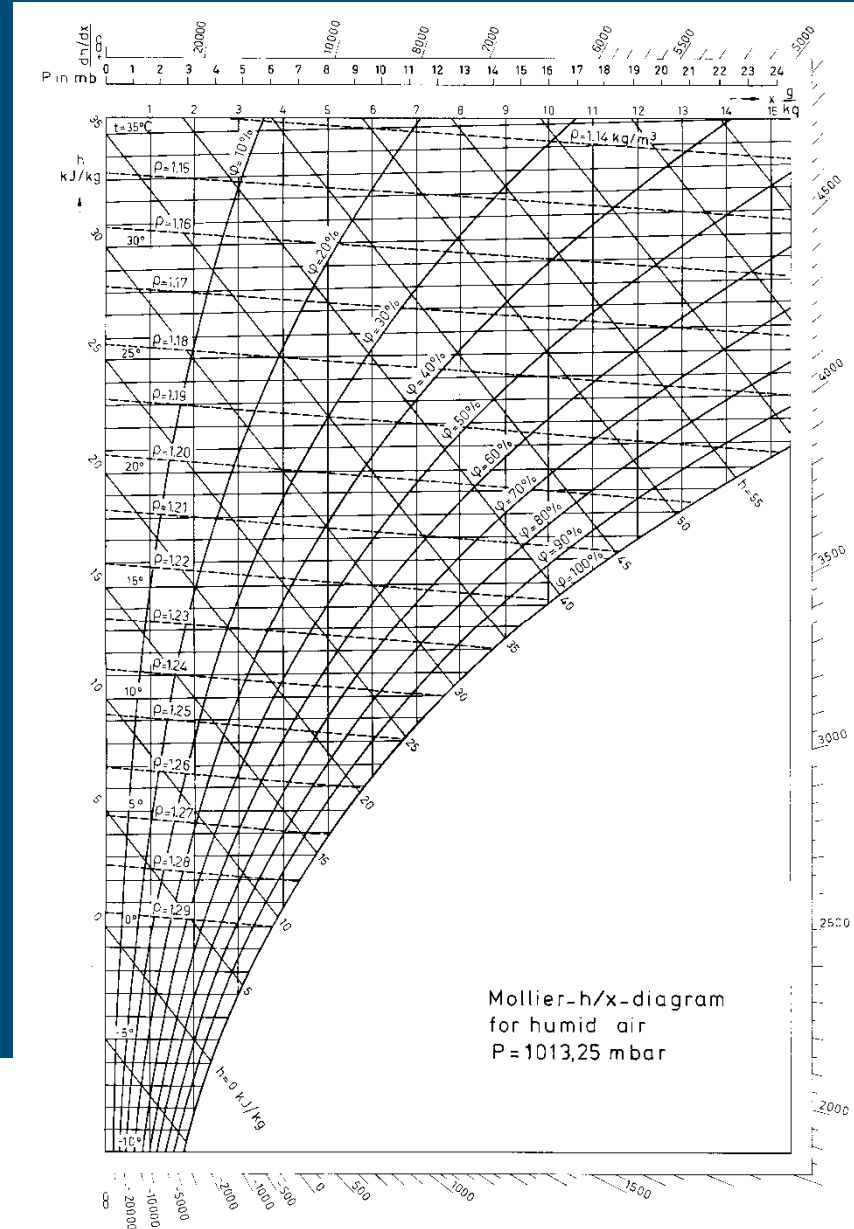 dh/dx
∞
20000
10000
8000
7000
6000
5500
5000
P in mb
0 1 2 3 4 5 6 7 8 9 10 11 12 13 14 15 16 17 18 19 20 21 22 23 24
1 2 3 4 5 6 7 8 9 10 11 12 13 14 15
x g/kg
h
kJ/kg
t=35°C
ρ=1.14 kg/m³
φ=10%
ρ=1.15
ρ=1.16
30°
φ=20%
ρ=1.17
φ=30%
ρ=1.18
25°
φ=40%
ρ=1.19
φ=50%
ρ=1.20
φ=60%
20°
φ=70%
ρ=1.21
φ=80%
φ=90%
φ=100%
ρ=1.22
15°
ρ=1.23
ρ=1.24
10°
ρ=1.25
ρ=1.26
5°
ρ=1.27
ρ=1.28
ρ=1.29
0°
-5°
-10°
35
30
25
20
15
10
5
0
h=55
50
45
40
35
30
25
20
15
10
5
h=0 kJ/kg
4500
4000
3500
3000
2500
2000
Mollier-h/x-diagram
for humid air
P=1013,25 mbar
∞
-20000
-10000
-5000
-2000
-1000
-500
0
500
1000
1500